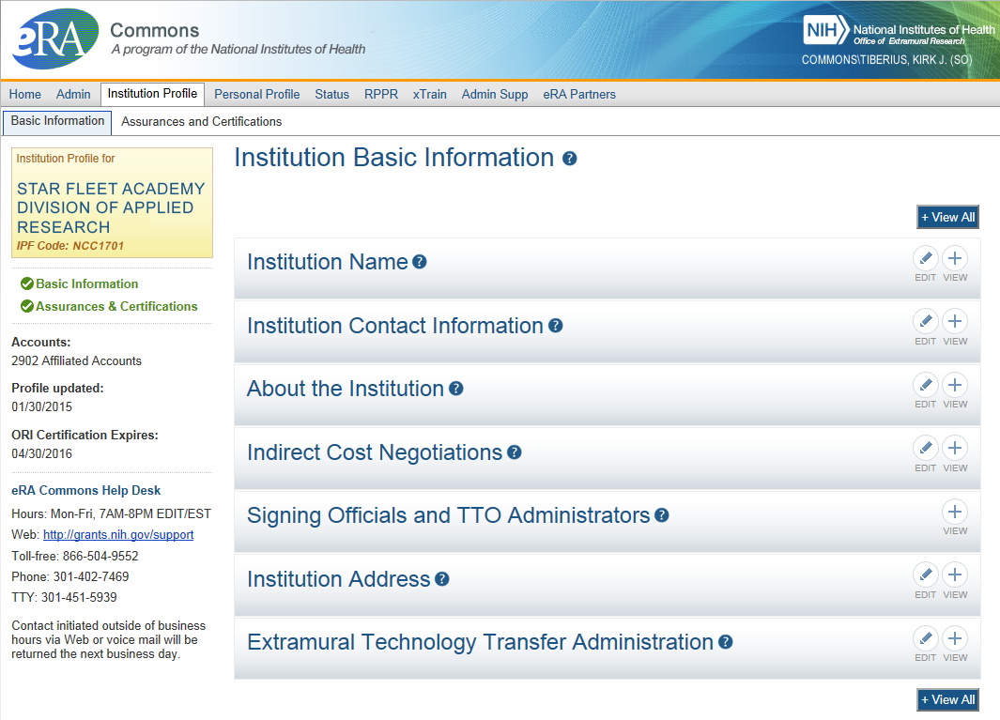 eRA
Commons
A program of the National Institutes of Health
NIH
National Institutes of Health
Office of Extramural Research
COMMONS\TIBERIUS, KIRK J. (SO)
Home Admin Institution Profile Personal Profile Status RPPR xTrain Admin Supp eRA Partners
Basic Information Assurances and Certifications
Institution Profile for
STAR FLEET ACADEMY
DIVISION OF APPLIED
RESEARCH
IPF Code: NCC1701
Basic Information
Assurances & Certifications
Accounts:
2902 Affiliated Accounts
Profile updated:
01/30/2015
ORI Certification Expires:
04/30/2016
eRA Commons Help Desk
Hours: Mon-Fri, 7AM-8PM EDIT/EST
Web: http://grants.nih.gov/support
Toll-free: 866-504-9552
Phone: 301-402-7469
TTY: 301-451-5939
Contact initiated outside of business
hours via Web or voice mail will be
returned the next business day.
Institution Basic Information ?
+ View All
Institution Name ?
EDIT VIEW
Institution Contact Information ?
EDIT VIEW
About the Institution ?
EDIT VIEW
Indirect Cost Negotiations ?
EDIT VIEW
Signing Officials and TTO Administrators ?
VIEW
Institution Address ?
EDIT VIEW
Extramural Technology Transfer Administration ?
EDIT VIEW
+ View All